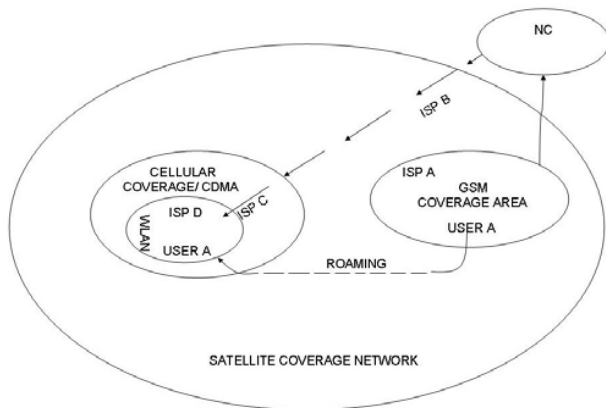 NC
ISP B
ISP A
GSM
COVERAGE AREA
USER A
CELLULAR
COVERAGE/ CDMA
ISP C
ISP D
WLAN
USER A
ROAMING
SATELLITE COVERAGE NETWORK